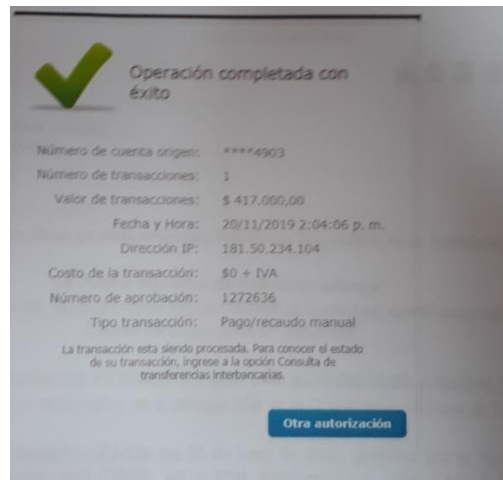 Operación completada con
éxito
Número de cuenta origen: ****4903
Número de transacciones: 1
Valor de transacciones: $ 417.000,00
Fecha y Hora: 20/11/2019 2:04:06 p. m.
Dirección IP: 181.50.234.104
Costo de la transacción: $0 + IVA
Número de aprobación: 1272636
Tipo transacción: Pago/recaudo manual
La transacción esta siendo procesada. Para conocer el estado
de su transacción, ingrese a la opción Consulta de
transferencias interbancarias.
Otra autorización